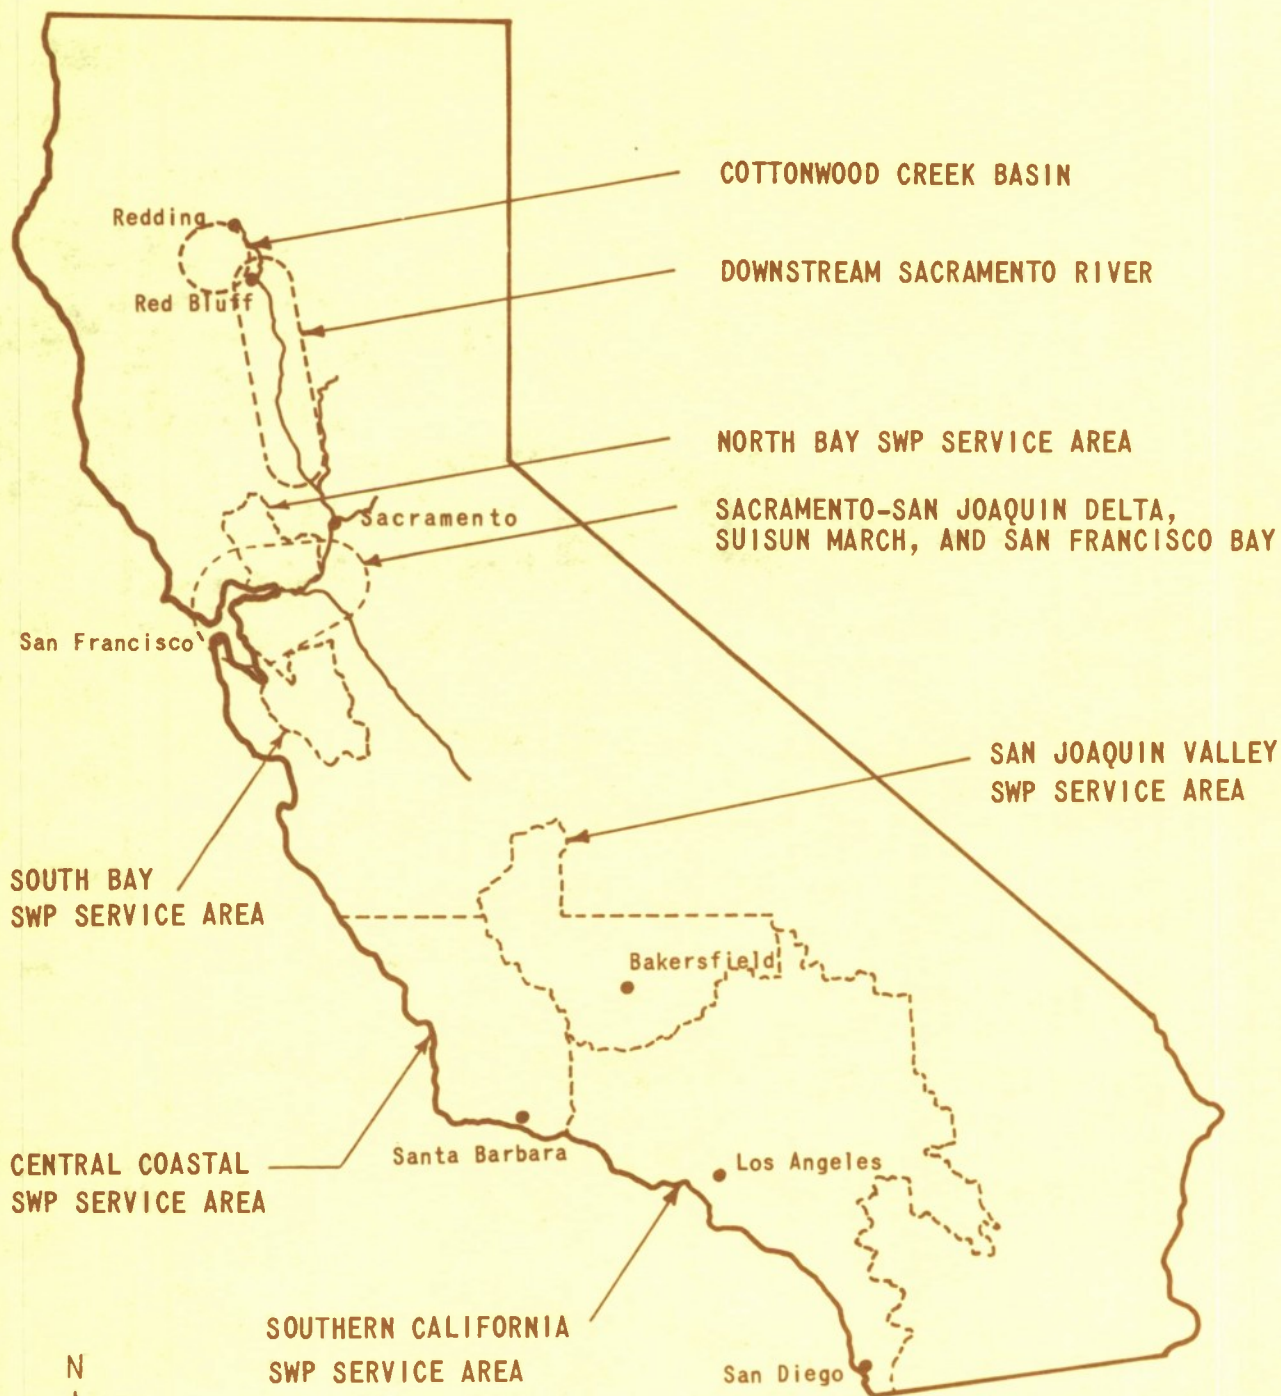 COTTONWOOD CREEK BASIN
Redding
DOWNSTREAM SACRAMENTO RIVER
Red Bluff
NORTH BAY SWP SERVICE AREA
SACRAMENTO-SAN JOAQUIN DELTA,
Sacramento
SUISUN MARCH, AND SAN FRANCISCO BAY
San Francisco
SAN JOAQUIN VALLEY
SWP SERVICE AREA
SOUTH BAY
SWP SERVICE AREA
Bakersfield
CENTRAL COASTAL
SWP SERVICE AREA
Santa Barbara
Los Angeles
SOUTHERN CALIFORNIA
SWP SERVICE AREA
San Diego
N